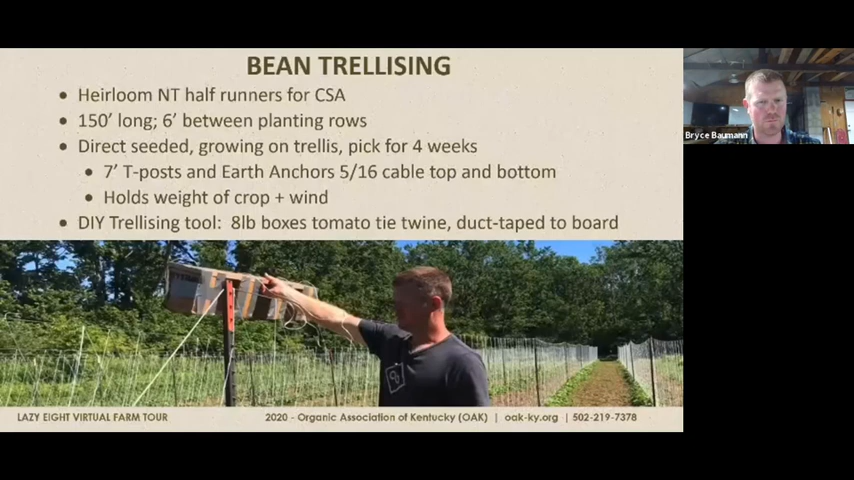 BEAN TRELLISING
• Heirloom NT half runners for CSA
• 150' long; 6' between planting rows
• Direct seeded, growing on trellis, pick for 4 weeks
• 7' T-posts and Earth Anchors 5/16 cable top and bottom
• Holds weight of crop + wind
• DIY Trellising tool: 8lb boxes tomato tie twine, duct-taped to board
Bryce Baumann
LAZY EIGHT VIRTUAL FARM TOUR
2020 - Organic Association of Kentucky (OAK) | oak-ky.org | 502-219-7378